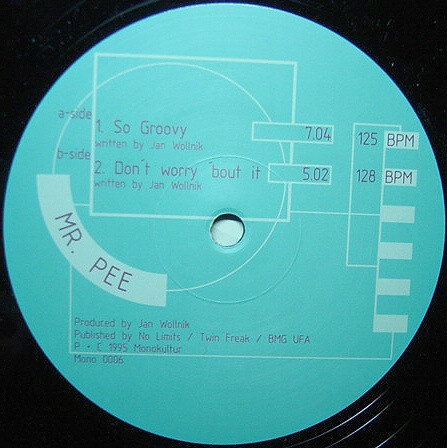 a-side
1. So Groovy 7.04 125 BPM
written by Jan Wollnik
b-side
2. Don´t worry ´bout it 5.02 128 BPM
written by Jan Wollnik
MR. PEE
Produced by Jan Wollnik
Published by No Limits / Twin Freak / BMG UFA
P + C 1995 Monokultur
Mono 0006